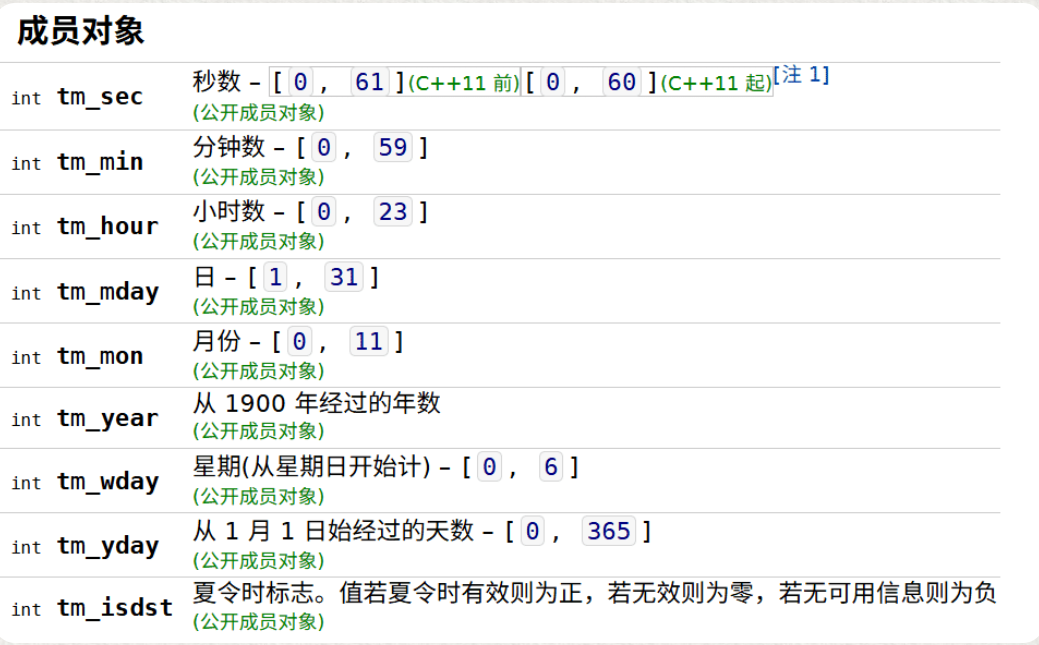 成员对象
int tm_sec 秒数 – [ 0 , 61 ](C++11 前)[ 0 , 60 ](C++11 起)[注 1]
(公开成员对象)
int tm_min 分钟数 – [ 0 , 59 ]
(公开成员对象)
int tm_hour 小时数 – [ 0 , 23 ]
(公开成员对象)
int tm_mday 日 – [ 1 , 31 ]
(公开成员对象)
int tm_mon 月份 – [ 0 , 11 ]
(公开成员对象)
int tm_year 从 1900 年经过的年数
(公开成员对象)
int tm_wday 星期(从星期日开始计) – [ 0 , 6 ]
(公开成员对象)
int tm_yday 从 1 月 1 日始经过的天数 – [ 0 , 365 ]
(公开成员对象)
int tm_isdst 夏令时标志。值若夏令时有效则为正，若无效则为零，若无可用信息则为负
(公开成员对象)